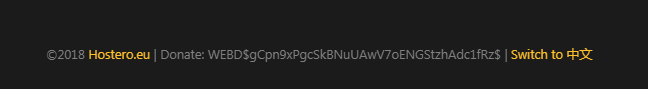 ©2018 Hostero.eu | Donate: WEBD$gCpn9xPgcSkBNuUAwV7oENGStzhAdc1fRz$ | Switch to 中文